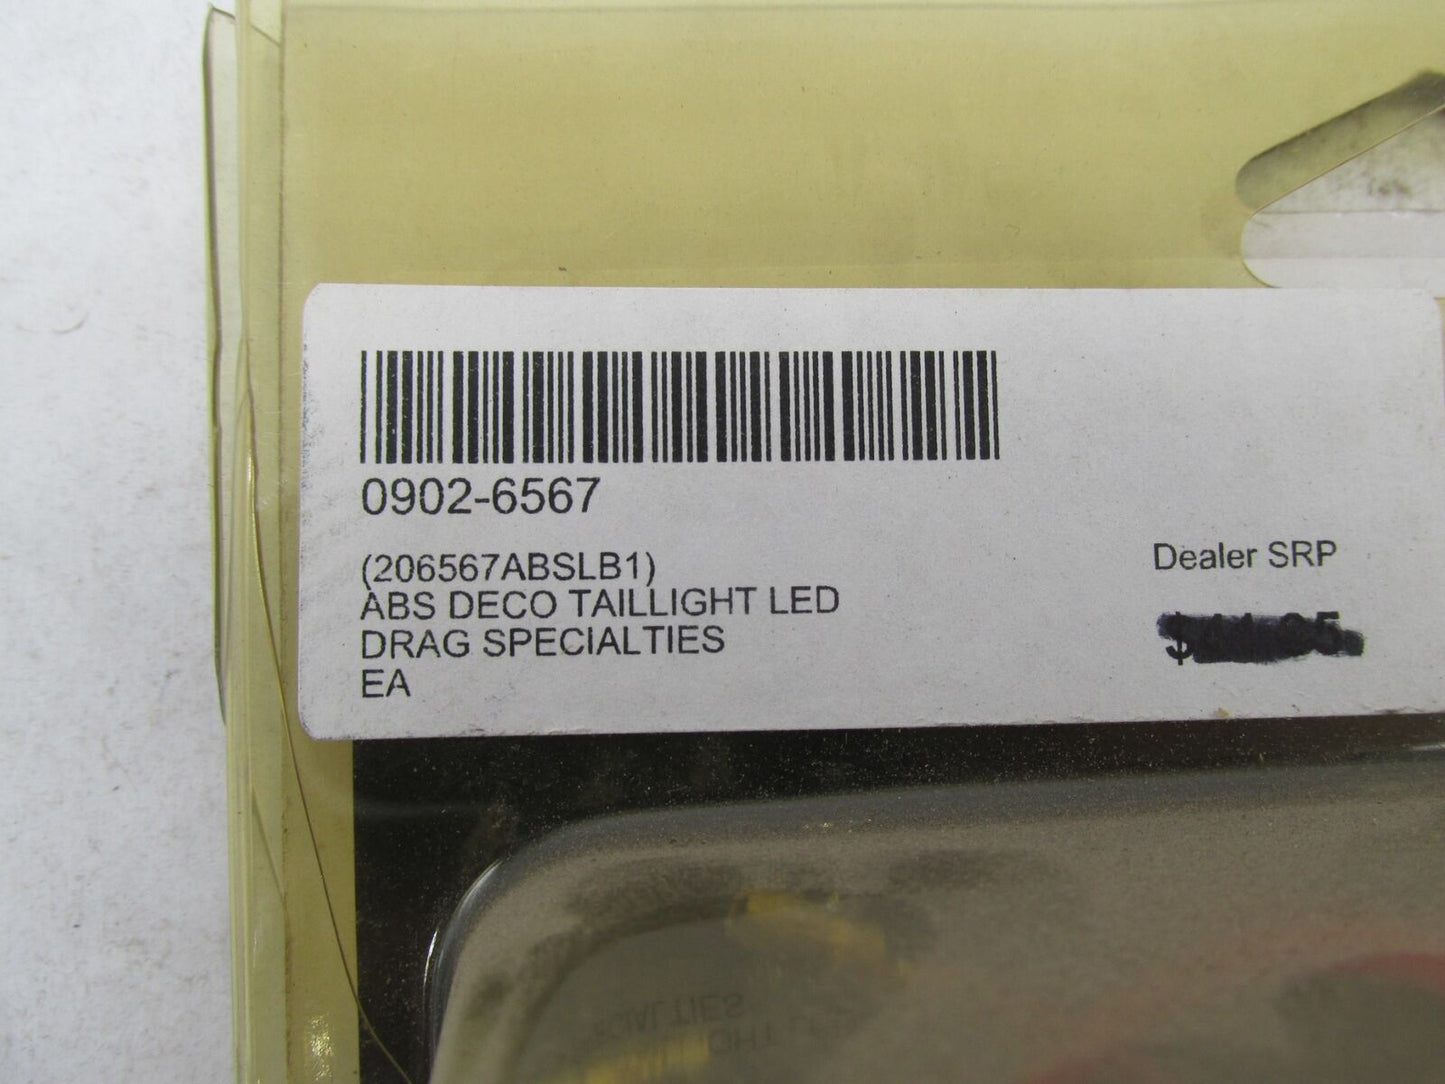 0902-6567
(206567ABSLB1)
ABS DECO TAILLIGHT LED
DRAG SPECIALTIES
EA
Dealer SRP